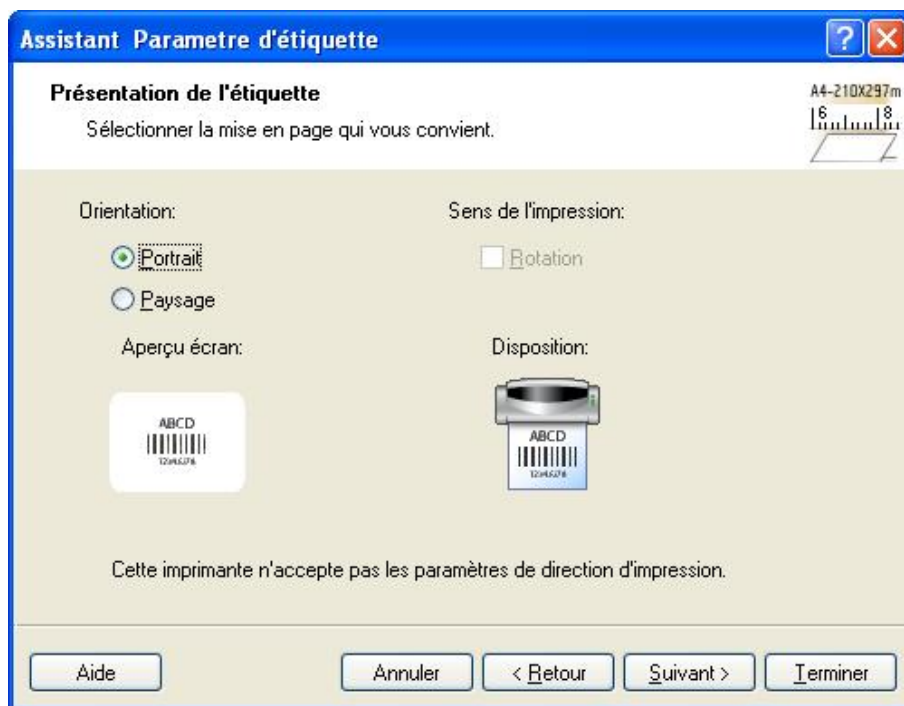 Assistant Parametre d'étiquette
Présentation de l'étiquette
Sélectionner la mise en page qui vous convient.
A4-210X297m
6 8
Orientation:
Sens de l'impression:
Portrait
Rotation
Paysage
Aperçu écran:
Disposition:
ABCD
12345678
ABCD
12345678
Cette imprimante n'accepte pas les paramètres de direction d'impression.
Aide
Annuler
< Retour
Suivant >
Terminer